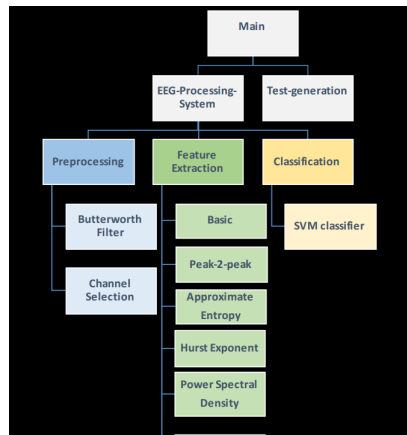 Main
EEG-Processing-
System
Test-generation
Preprocessing
Feature
Extraction
Classification
Butterworth
Filter
Basic
SVM classifier
Channel
Selection
Peak-2-peak
Approximate
Entropy
Hurst Exponent
Power Spectral
Density